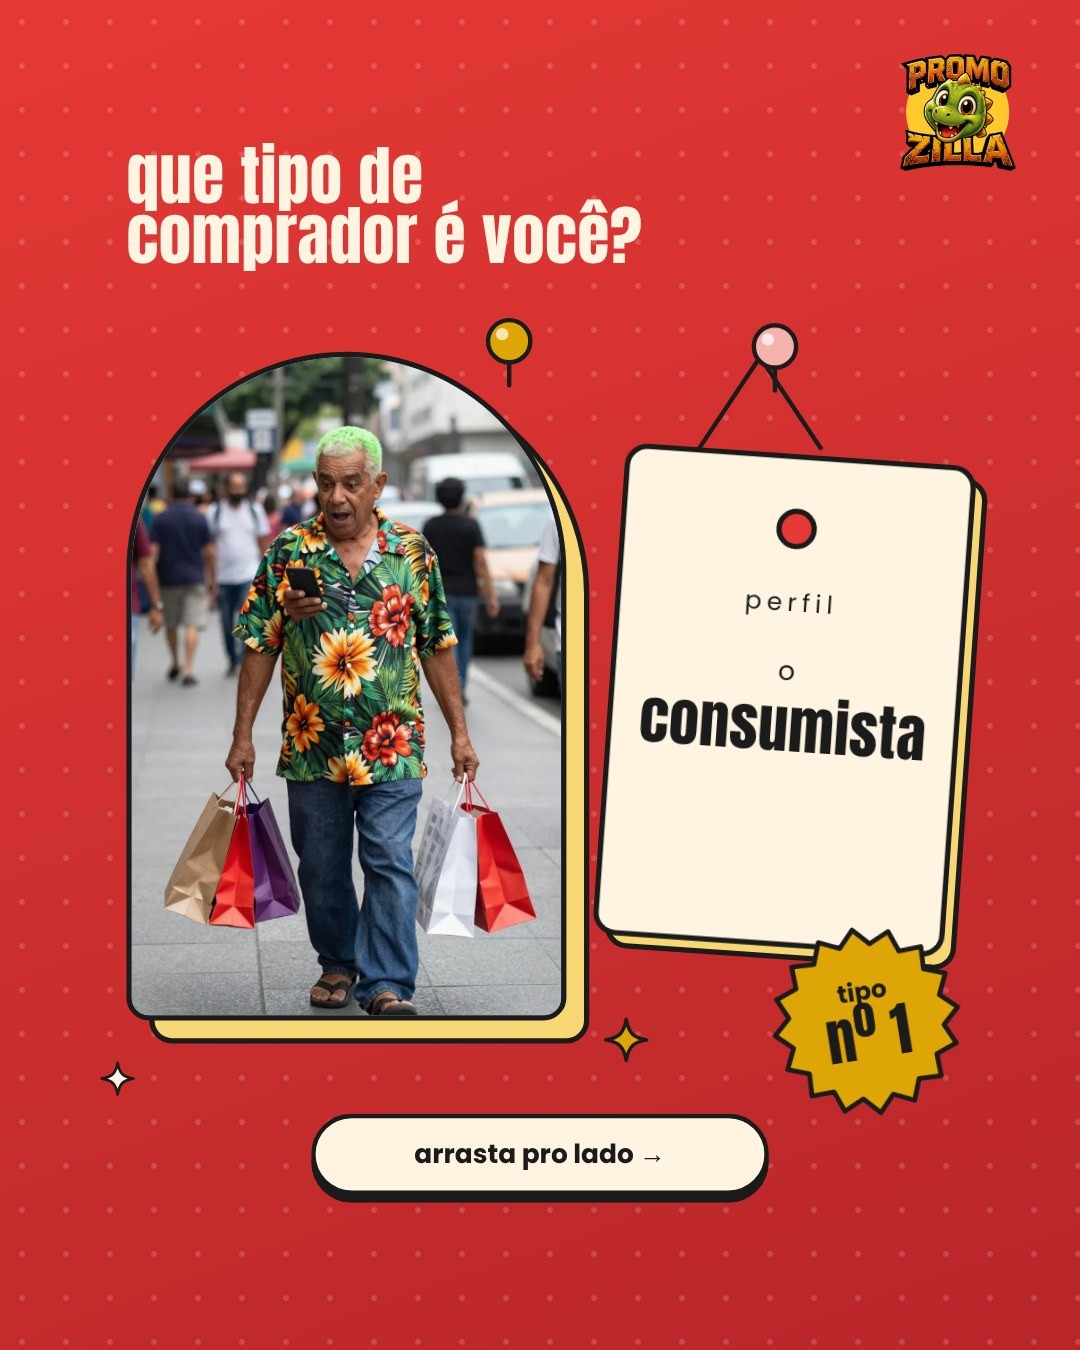 PROMO
ZILLA
que tipo de
comprador é você?
perfil
o
consumista
tipo
nº 1
arrasta pro lado →